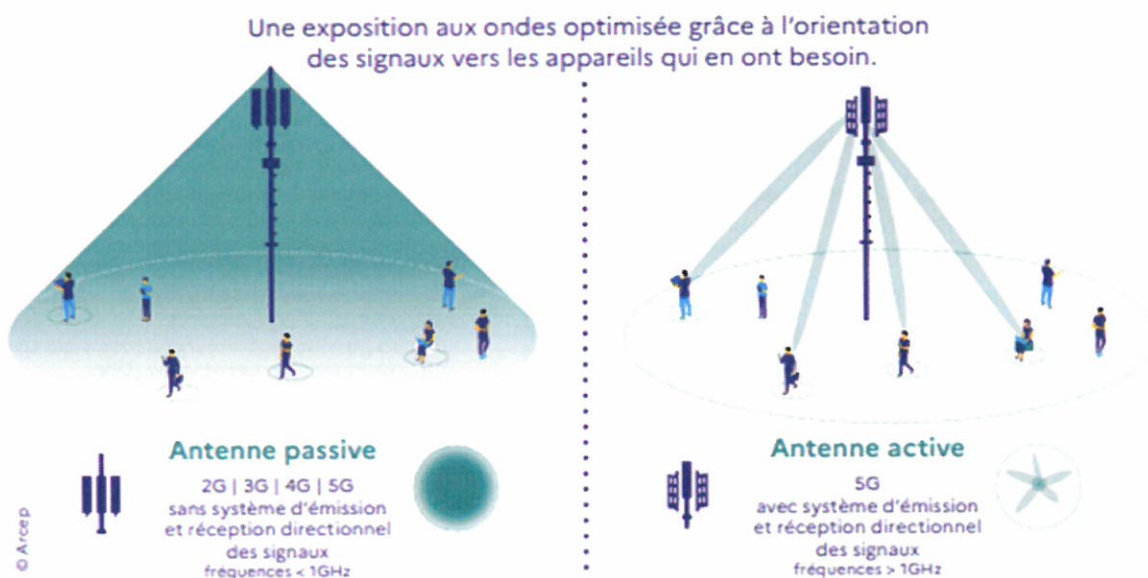 Une exposition aux ondes optimisée grâce à l'orientation
des signaux vers les appareils qui en ont besoin.
Antenne passive
2G | 3G | 4G | 5G
sans système d'émission
et réception directionnel
des signaux
fréquences < 1GHz
Antenne active
5G
avec système d'émission
et réception directionnel
des signaux
fréquences > 1GHz
© Arcep